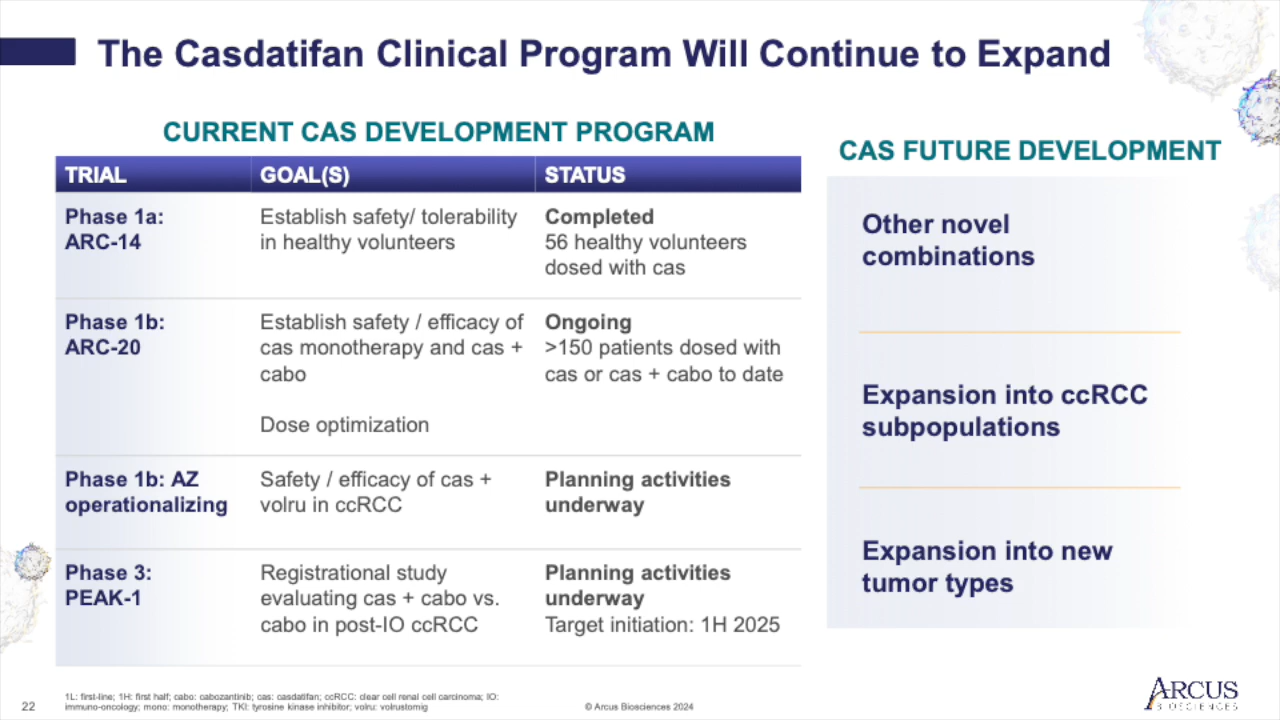 The Casdatifan Clinical Program Will Continue to Expand
CURRENT CAS DEVELOPMENT PROGRAM
TRIAL
GOAL(S)
STATUS
Phase 1a:
ARC-14
Establish safety/ tolerability
in healthy volunteers
Completed
56 healthy volunteers
dosed with cas
Phase 1b:
ARC-20
Establish safety / efficacy of
cas monotherapy and cas +
cabo
Dose optimization
Ongoing
>150 patients dosed with
cas or cas + cabo to date
Phase 1b: AZ
operationalizing
Safety / efficacy of cas +
volru in ccRCC
Planning activities
underway
Phase 3:
PEAK-1
Registrational study
evaluating cas + cabo vs.
cabo in post-IO ccRCC
Planning activities
underway
Target initiation: 1H 2025
CAS FUTURE DEVELOPMENT
Other novel
combinations
Expansion into ccRCC
subpopulations
Expansion into new
tumor types
22
1L: first-line; 1H: first half; cabo: cabozantinib; cas: casdatifan; ccRCC: clear cell renal cell carcinoma; IO:
immuno-oncology; mono: monotherapy; TKI: tyrosine kinase inhibitor; volru: volrustomig
© Arcus Biosciences 2024
ARCUS
BIOSCIENCES